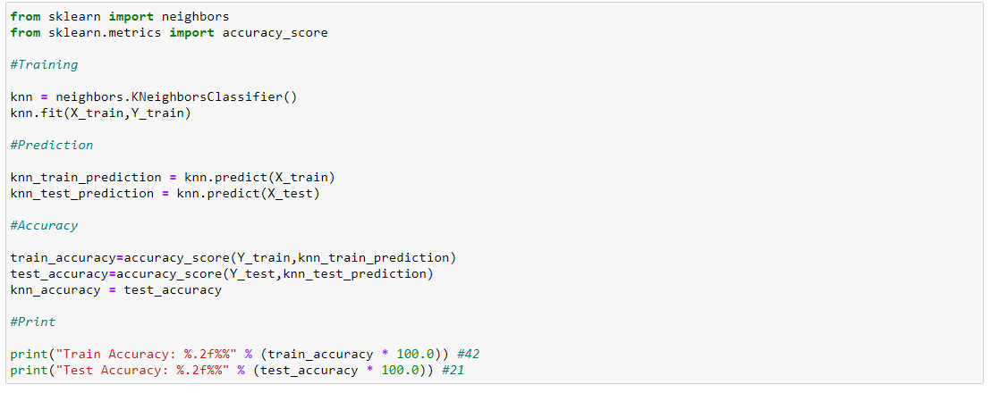 from sklearn import neighbors
from sklearn.metrics import accuracy_score
#Training
knn = neighbors.KNeighborsClassifier()
knn.fit(X_train,Y_train)
#Prediction
knn_train_prediction = knn.predict(X_train)
knn_test_prediction = knn.predict(X_test)
#Accuracy
train_accuracy=accuracy_score(Y_train,knn_train_prediction)
test_accuracy=accuracy_score(Y_test,knn_test_prediction)
knn_accuracy = test_accuracy
#Print
print("Train Accuracy: %.2f%%" % (train_accuracy * 100.0)) #42
print("Test Accuracy: %.2f%%" % (test_accuracy * 100.0)) #21